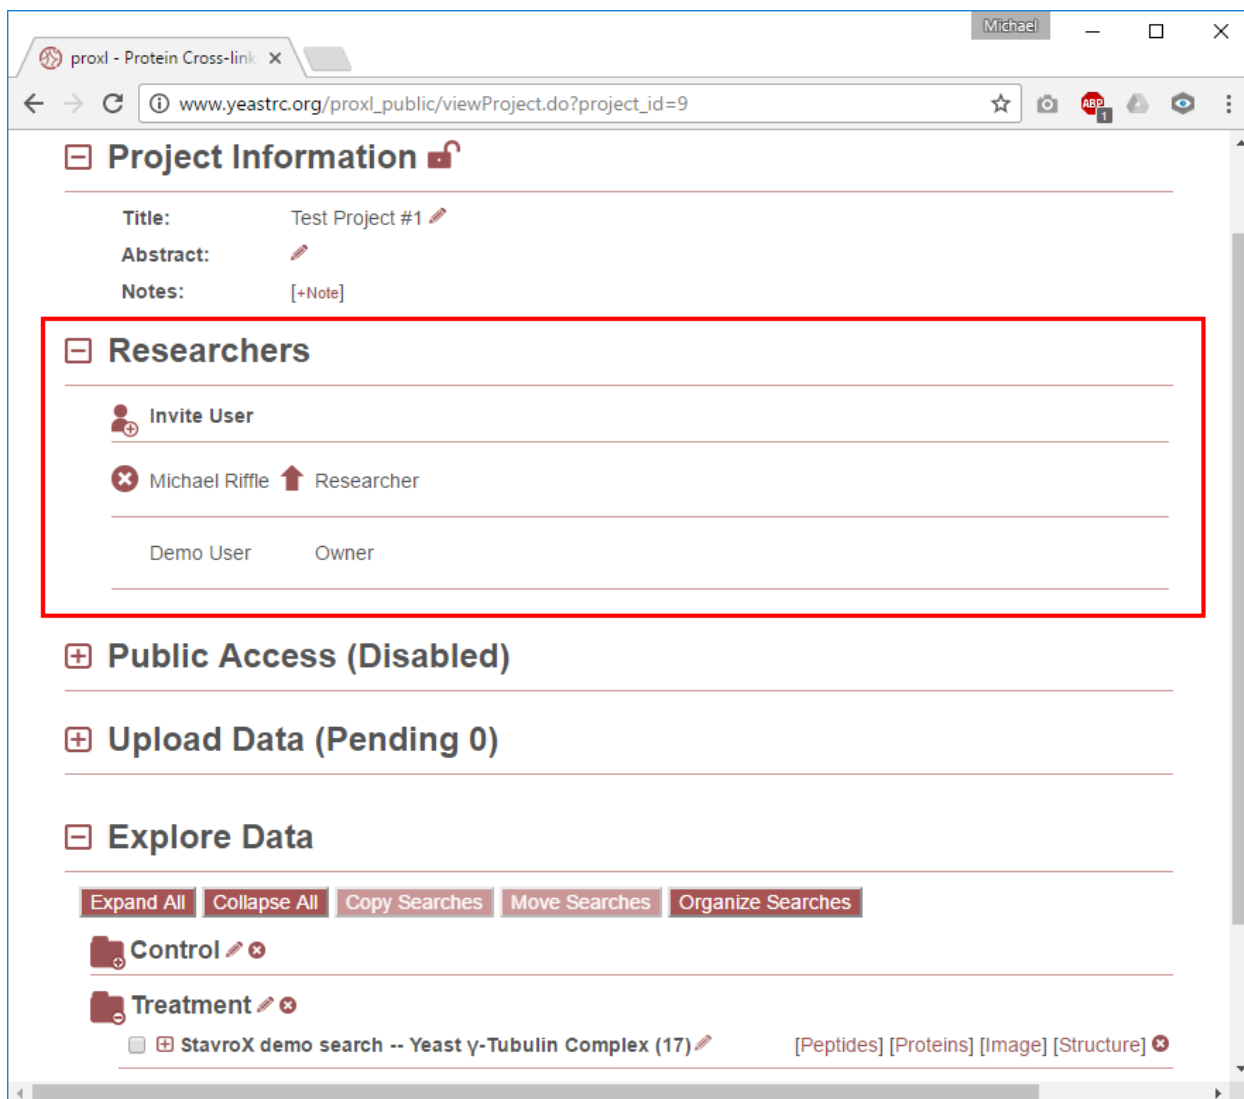 Michael
proxl - Protein Cross-link
www.yeastrc.org/proxl_public/viewProject.do?project_id=9
ABP
1
Project Information
Title: Test Project #1
Abstract:
Notes: [+Note]
Researchers
Invite User
Michael Riffle Researcher
Demo User Owner
Public Access (Disabled)
Upload Data (Pending 0)
Explore Data
Expand All Collapse All Copy Searches Move Searches Organize Searches
Control
Treatment
StavroX demo search -- Yeast γ-Tubulin Complex (17) [Peptides] [Proteins] [Image] [Structure]